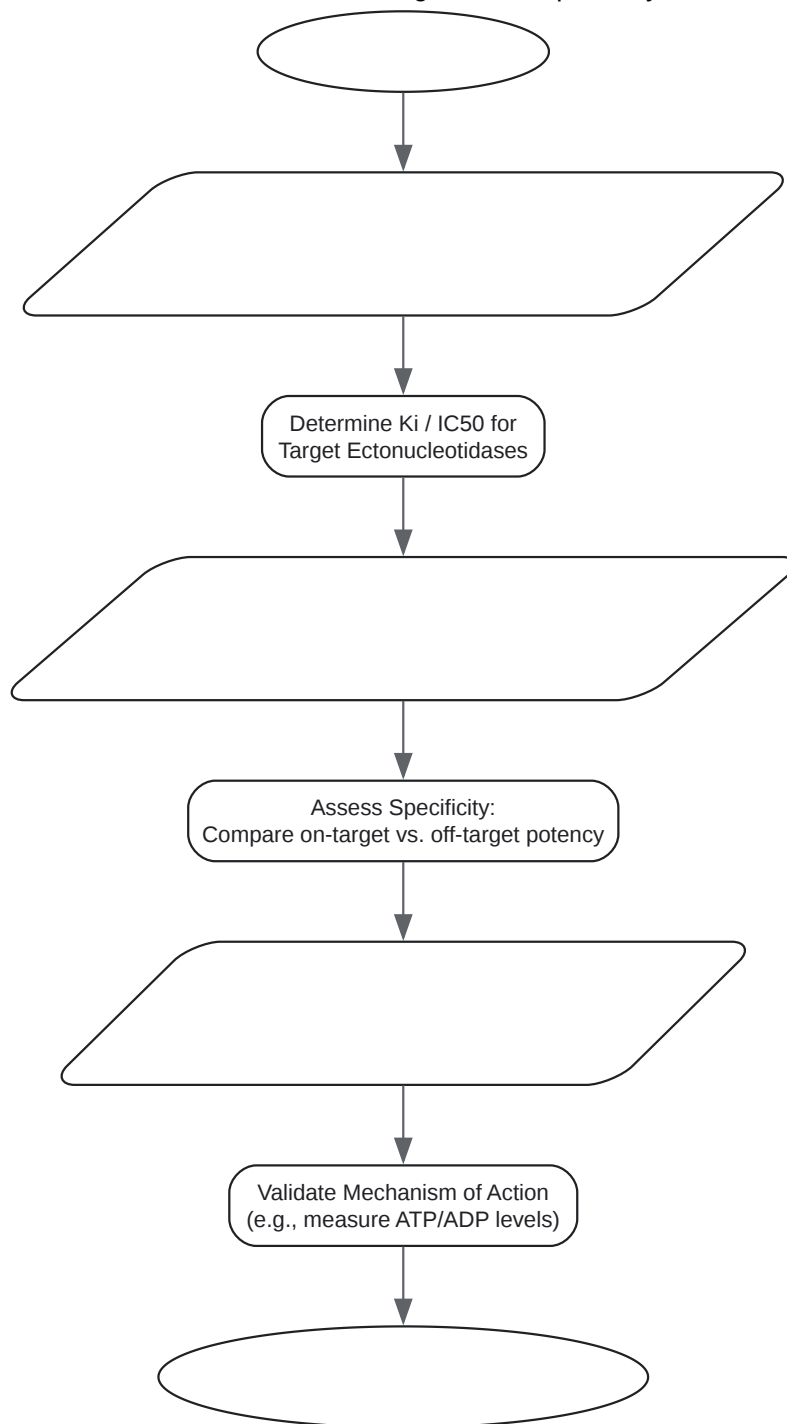 Determine Ki / IC50 for
Target Ectonucleotidases
Assess Specificity:
Compare on-target vs. off-target potency
Validate Mechanism of Action
(e.g., measure ATP/ADP levels)